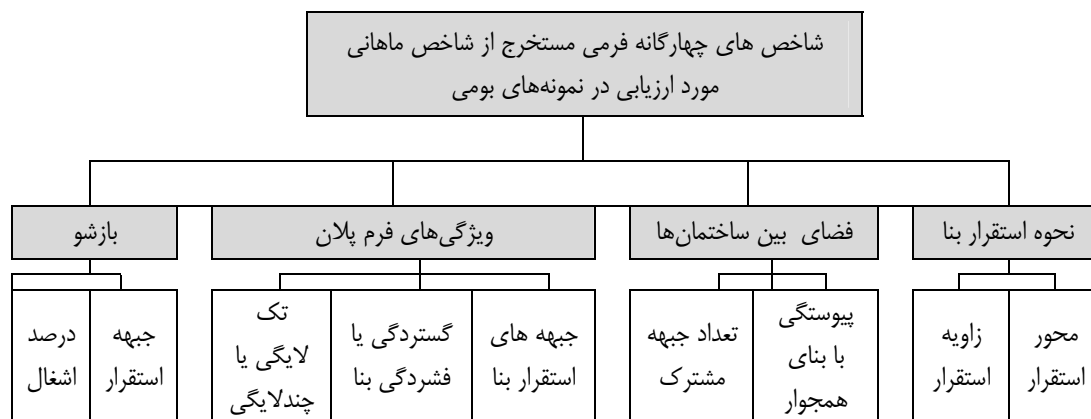 شاخص های چهارگانه فرمی مستخرج از شاخص ماهانی
مورد ارزیابی در نمونه‌های بومی
نحوه استقرار بنا
فضای بین ساختمان‌ها
ویژگی‌های فرم پلان
بازشو
محور
استقرار
زاویه
استقرار
پیوستگی
با بنای
همجوار
تعداد جبهه
مشترک
جبهه های
استقرار بنا
گستردگی یا
فشردگی بنا
تک
لایگی یا
چندلایگی
جبهه
استقرار
درصد
اشغال